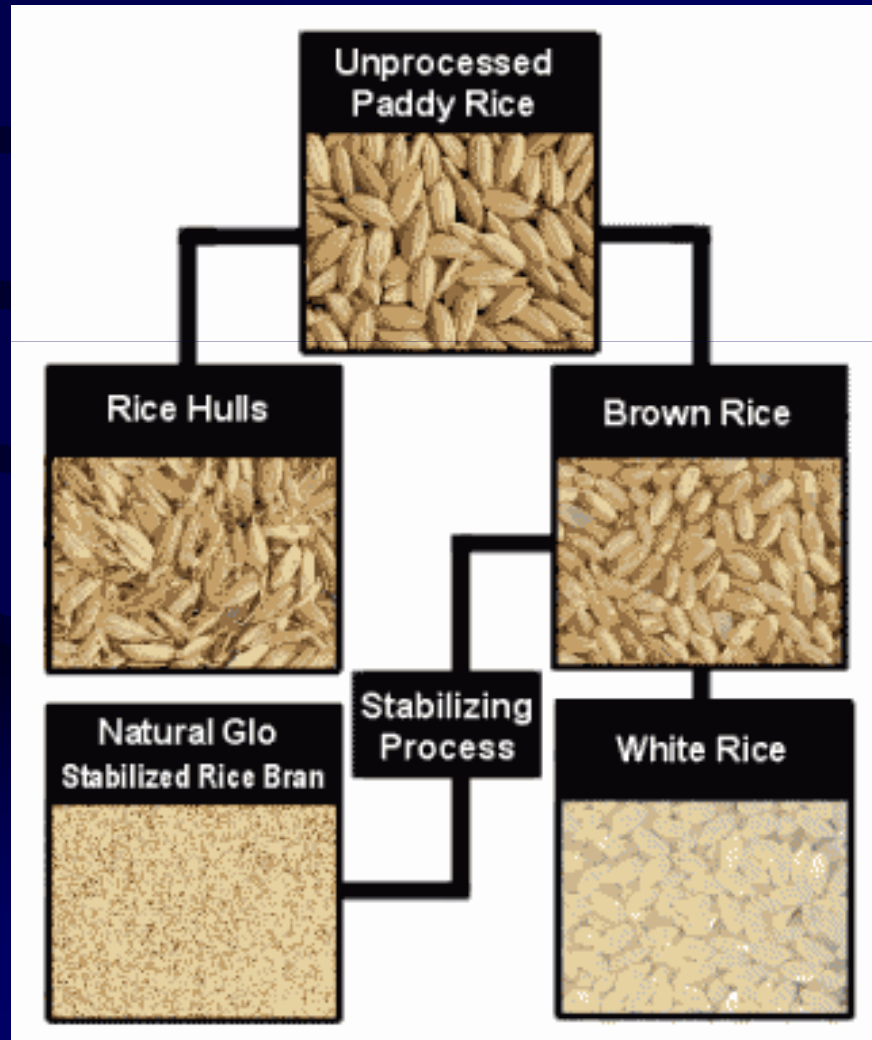 Unprocessed
Paddy Rice
Rice Hulls
Brown Rice
Stabilizing
Process
Natural Glo
Stabilized Rice Bran
White Rice